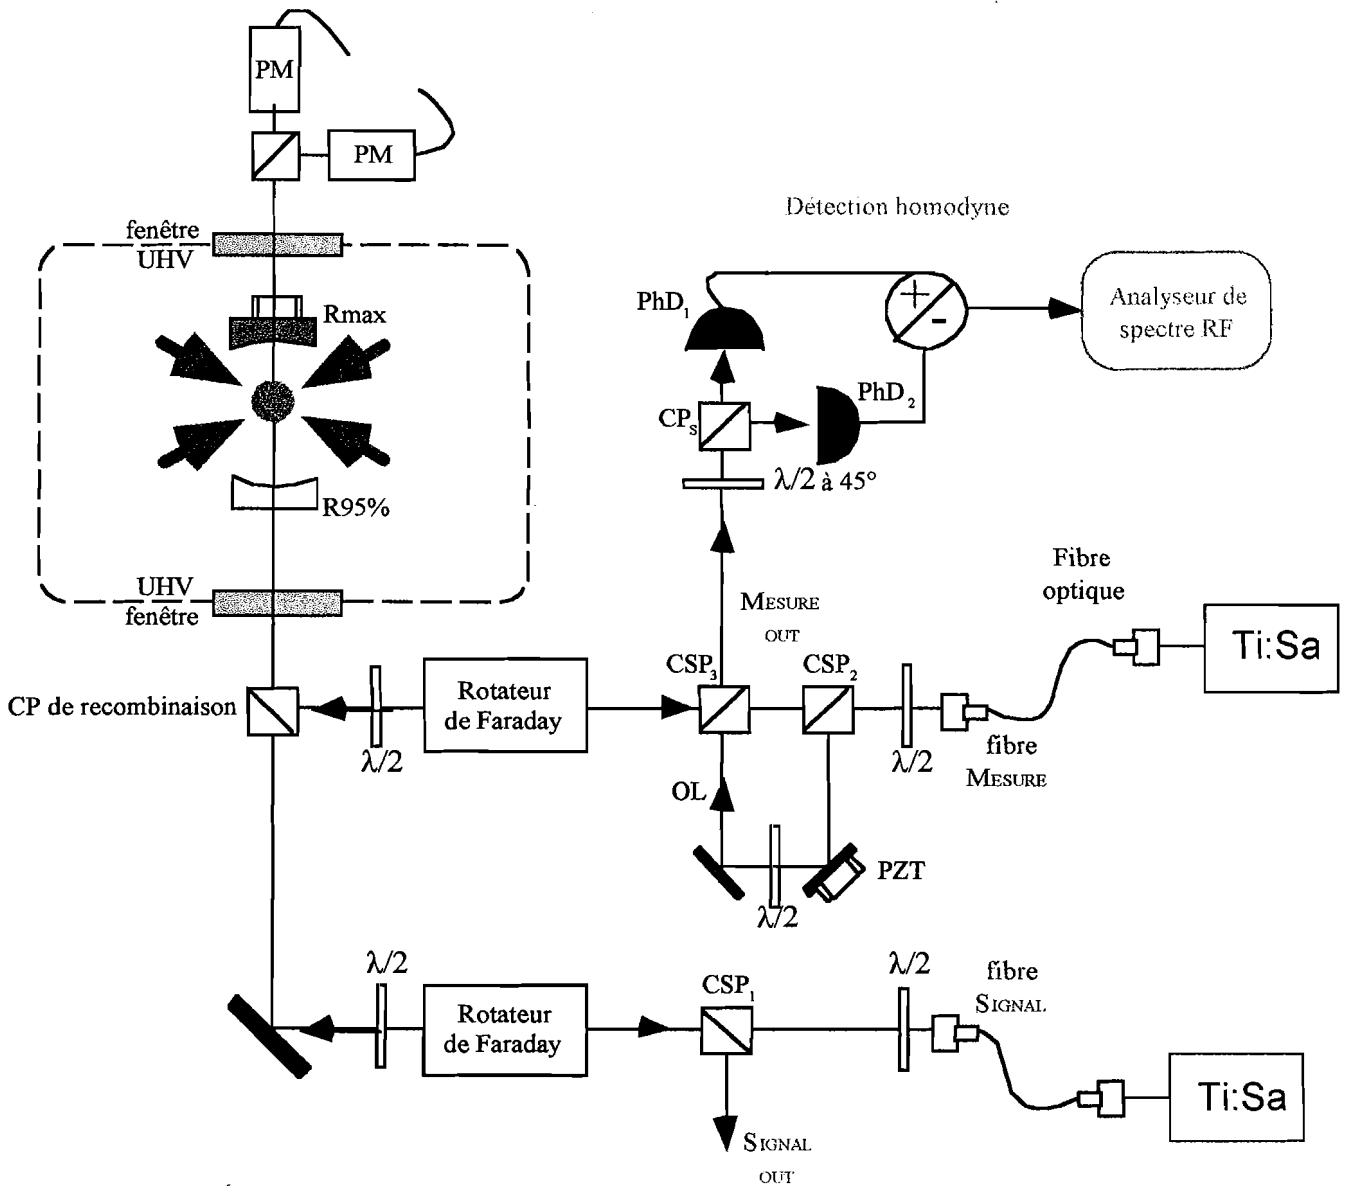 PM
PM
Détection homodyne
fenêtre
UHV
Rmax
PhD1
+
-
Analyseur de
spectre RF
PhD2
CPS
λ/2 à 45°
R95%
UHV
fenêtre
MESURE
OUT
Fibre
optique
Ti:Sa
CSP3
CSP2
CP de recombinaison
Rotateur
de Faraday
λ/2
λ/2
fibre
MESURE
OL
PZT
λ/2
λ/2
Rotateur
de Faraday
CSP1
λ/2
fibre
SIGNAL
Ti:Sa
SIGNAL
OUT